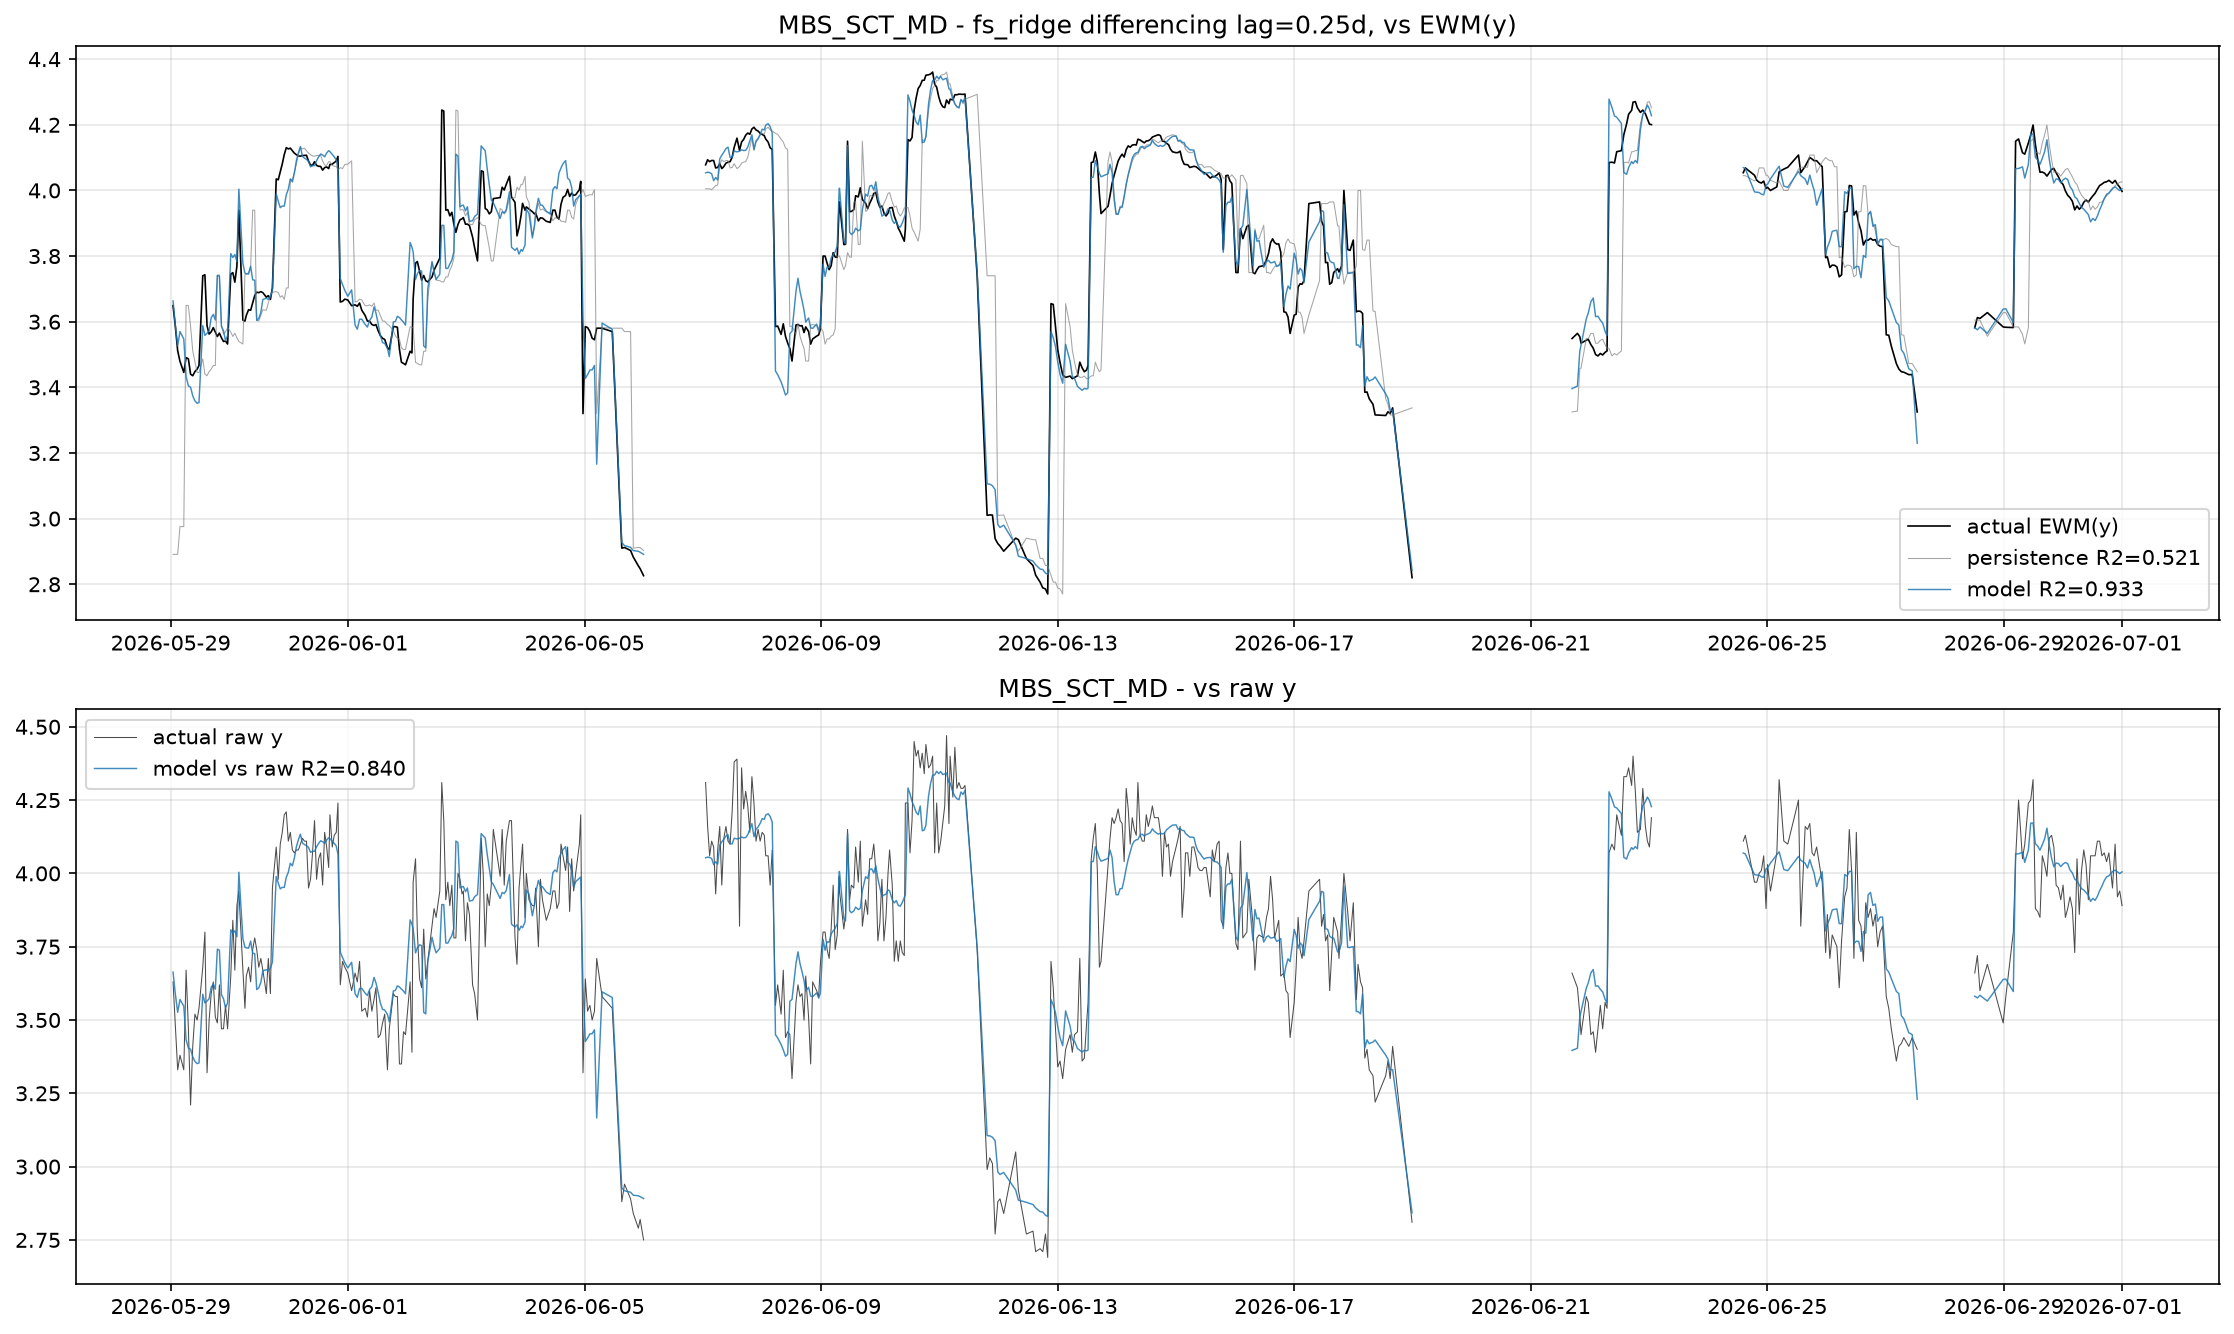 MBS_SCT_MD - fs_ridge differencing lag=0.25d, vs EWM(y)
4.4
4.2
4.0
3.8
3.6
3.4
3.2
3.0
2.8
actual EWM(y)
persistence R2=0.521
model R2=0.933
2026-05-29 2026-06-01 2026-06-05 2026-06-09 2026-06-13 2026-06-17 2026-06-21 2026-06-25 2026-06-29 2026-07-01
MBS_SCT_MD - vs raw y
4.50
4.25
4.00
3.75
3.50
3.25
3.00
2.75
actual raw y
model vs raw R2=0.840
2026-05-29 2026-06-01 2026-06-05 2026-06-09 2026-06-13 2026-06-17 2026-06-21 2026-06-25 2026-06-29 2026-07-01